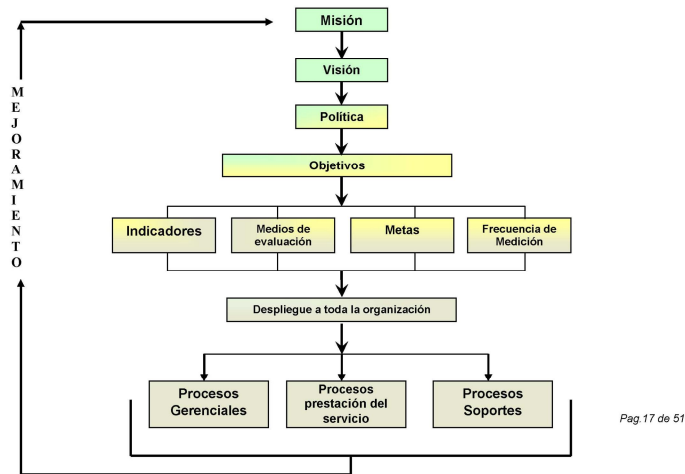 Misión
Visión
Política
Objetivos
Indicadores
Medios de
evaluación
Metas
Frecuencia de
Medición
Despliegue a toda la organización
Procesos
Gerenciales
Procesos
prestación del
servicio
Procesos
Soportes
MEJORAMIENTO
Pag.17 de 51